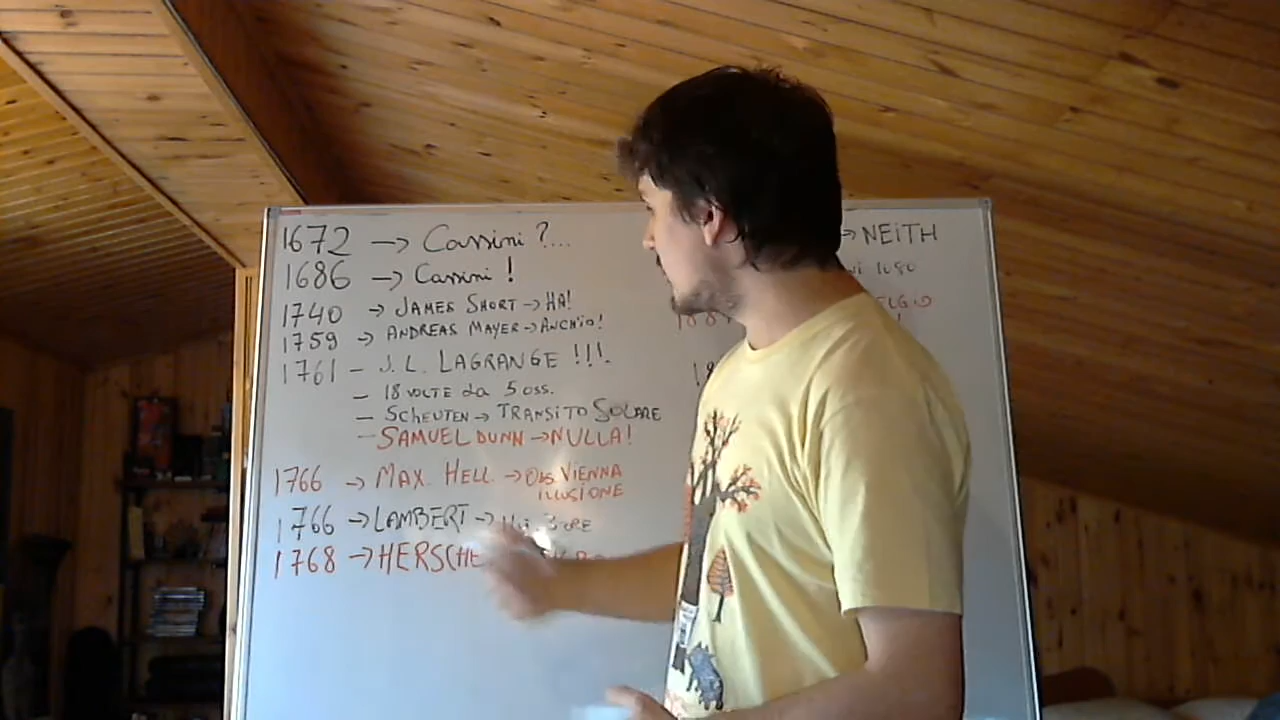 1672 → Cassini ?...
1686 → Cassini !
1740 → JAMES SHORT → HA!
1759 → ANDREAS MAYER → ANCH'IO!
1761 – J. L. LAGRANGE !!!.
– 18 VOLTE da 5 OSS.
– SCHEUTEN → TRANSITO SOLARE
– SAMUEL DUNN → NULLA!
1766 → MAX. HELL. → OSS VIENNA
ILLUSIONE
1766 → LAMBERT →
1768 →
→ NEITH